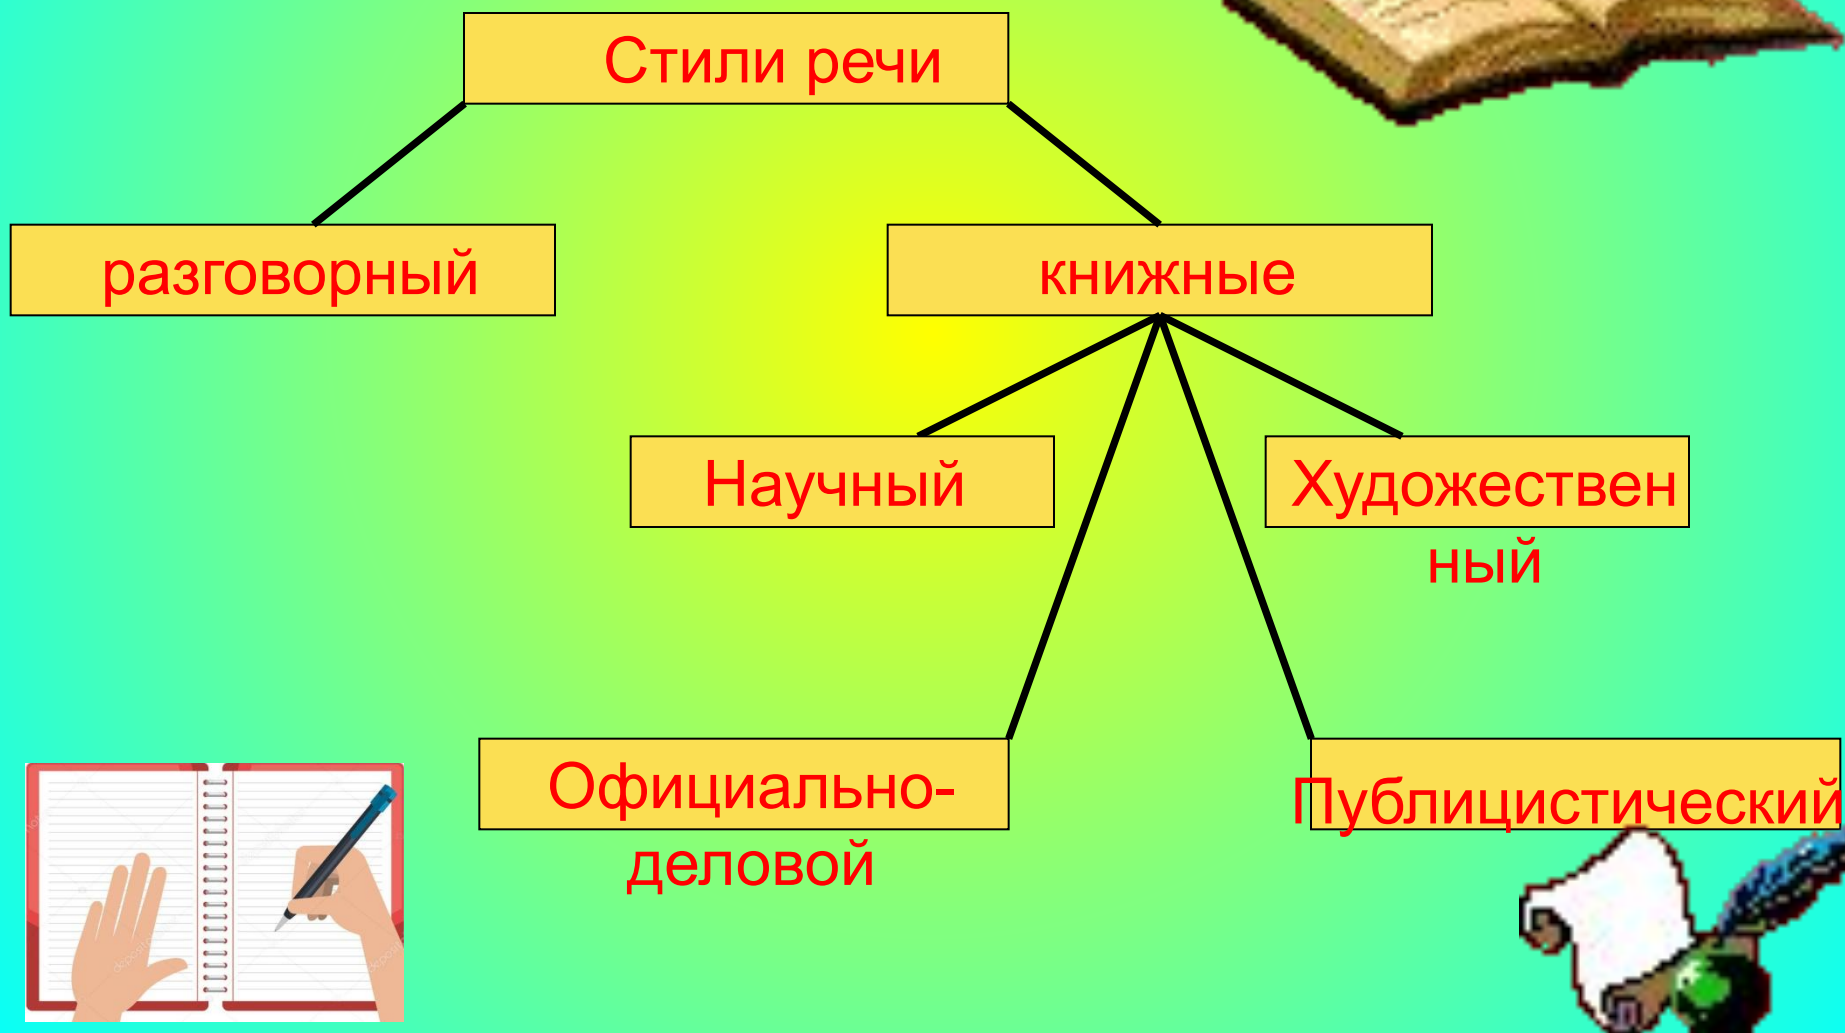 Стили речи
разговорный
книжные
Научный
Художествен
ный
Официально-
деловой
Публицистический